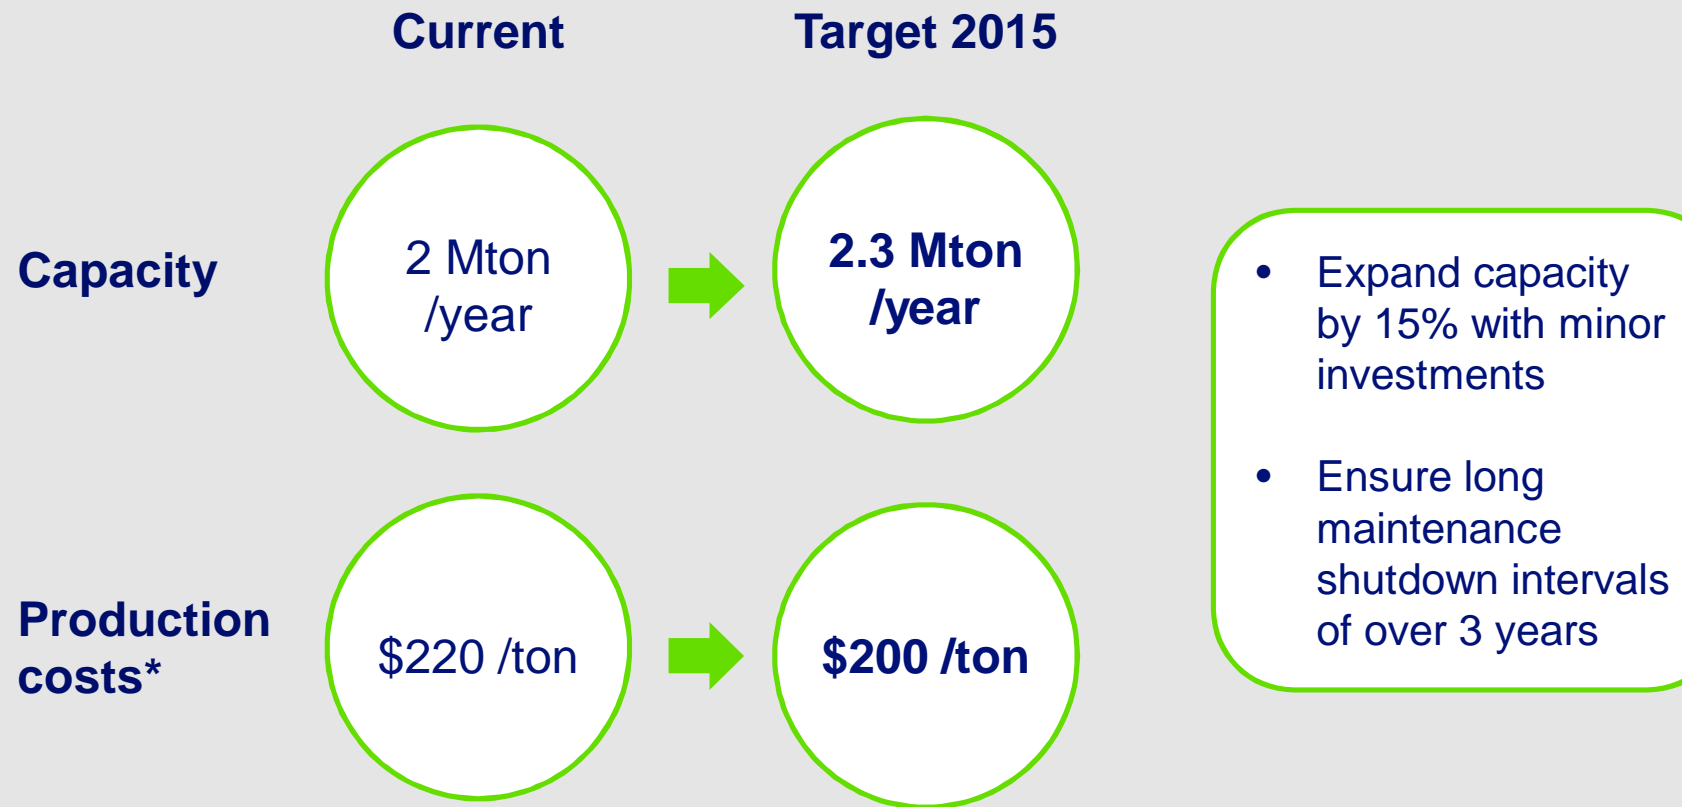 Current
Target 2015
Capacity
2 Mton
/year
2.3 Mton
/year
Production
costs*
$220 /ton
$200 /ton
• Expand capacity
by 15% with minor
investments
• Ensure long
maintenance
shutdown intervals
of over 3 years